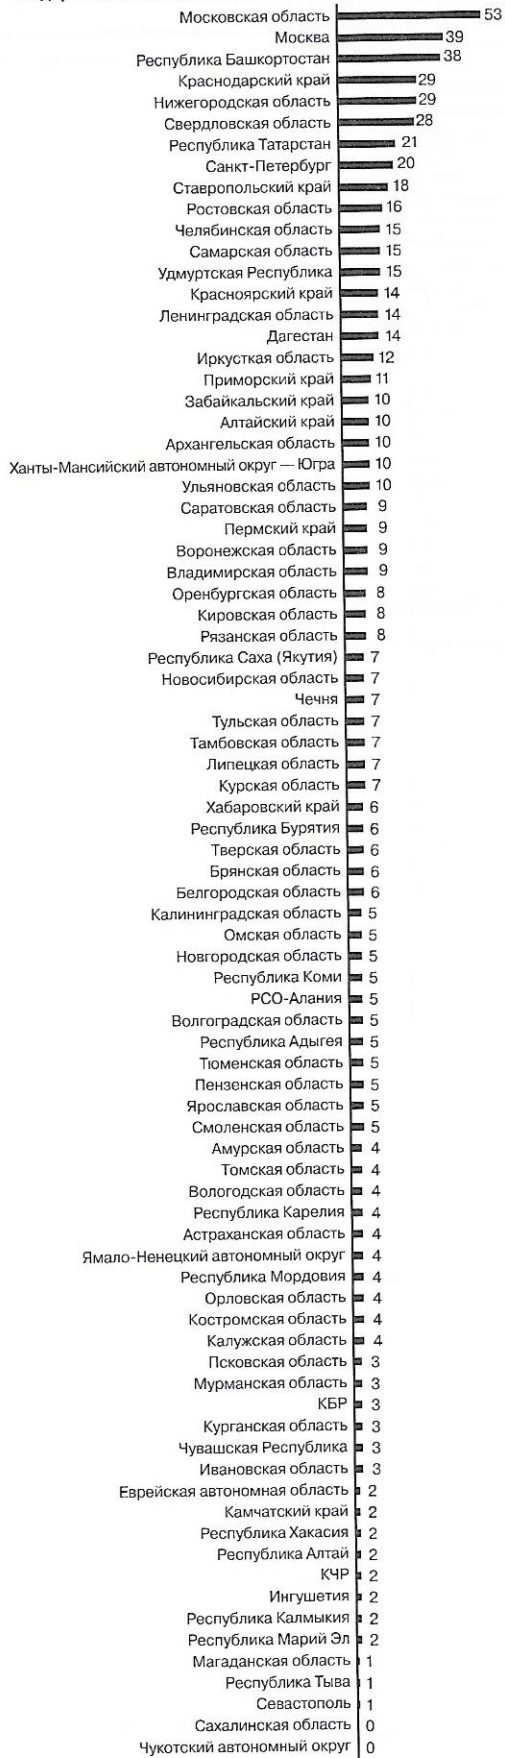 Московская область 53
Москва 39
Республика Башкортостан 38
Краснодарский край 29
Нижегородская область 29
Свердловская область 28
Республика Татарстан 21
Санкт-Петербург 20
Ставропольский край 18
Ростовская область 16
Челябинская область 15
Самарская область 15
Удмуртская Республика 15
Красноярский край 14
Ленинградская область 14
Дагестан 14
Иркусткая область 12
Приморский край 11
Забайкальский край 10
Алтайский край 10
Архангельская область 10
Ханты-Мансийский автономный округ — Югра 10
Ульяновская область 10
Саратовская область 9
Пермский край 9
Воронежская область 9
Владимирская область 9
Оренбургская область 8
Кировская область 8
Рязанская область 8
Республика Саха (Якутия) 7
Новосибирская область 7
Чечня 7
Тульская область 7
Тамбовская область 7
Липецкая область 7
Курская область 7
Хабаровский край 6
Республика Бурятия 6
Тверская область 6
Брянская область 6
Белгородская область 6
Калининградская область 5
Омская область 5
Новгородская область 5
Республика Коми 5
РСО-Алания 5
Волгоградская область 5
Республика Адыгея 5
Тюменская область 5
Пензенская область 5
Ярославская область 5
Смоленская область 5
Амурская область 4
Томская область 4
Вологодская область 4
Республика Карелия 4
Астраханская область 4
Ямало-Ненецкий автономный округ 4
Республика Мордовия 4
Орловская область 4
Костромская область 4
Калужская область 4
Псковская область 3
Мурманская область 3
КБР 3
Курганская область 3
Чувашская Республика 3
Ивановская область 3
Еврейская автономная область 2
Камчатский край 2
Республика Хакасия 2
Республика Алтай 2
КЧР 2
Ингушетия 2
Республика Калмыкия 2
Республика Марий Эл 2
Магаданская область 1
Республика Тыва 1
Севастополь 1
Сахалинская область 0
Чукотский автономный округ 0